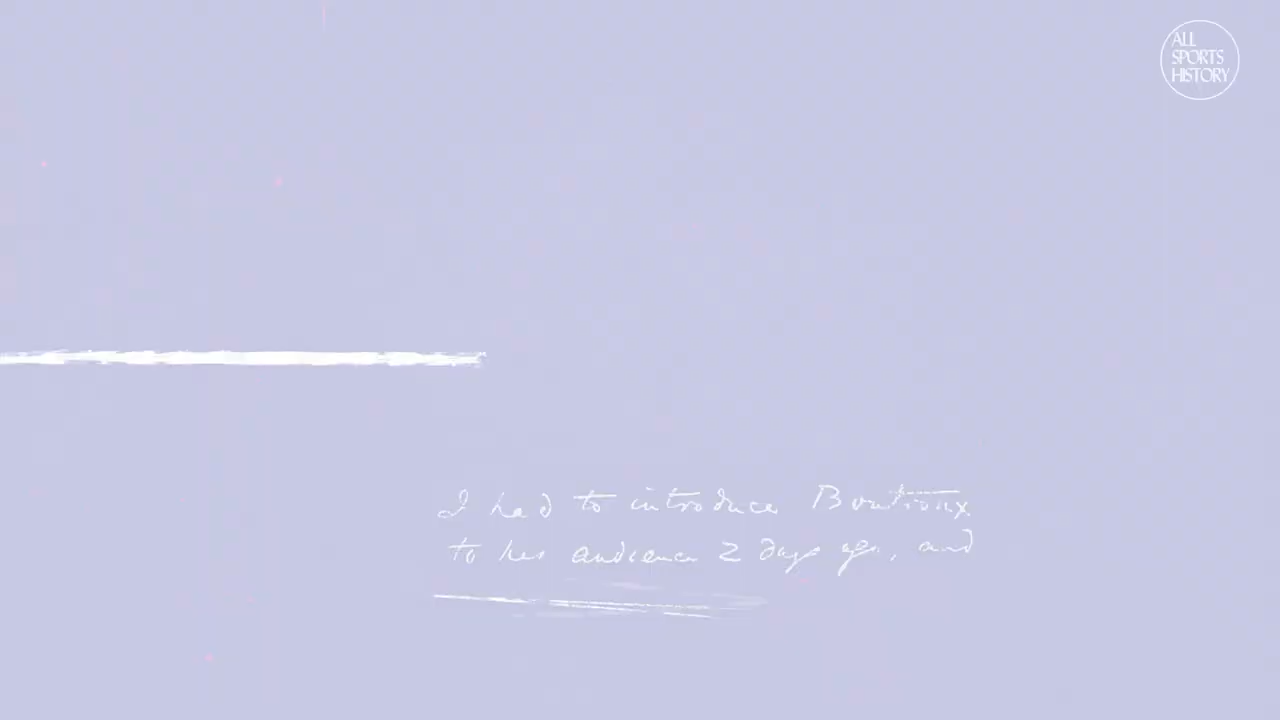 ALL
SPORTS
HISTORY
I had to introduce Boutroux
to his audience 2 days ago, and